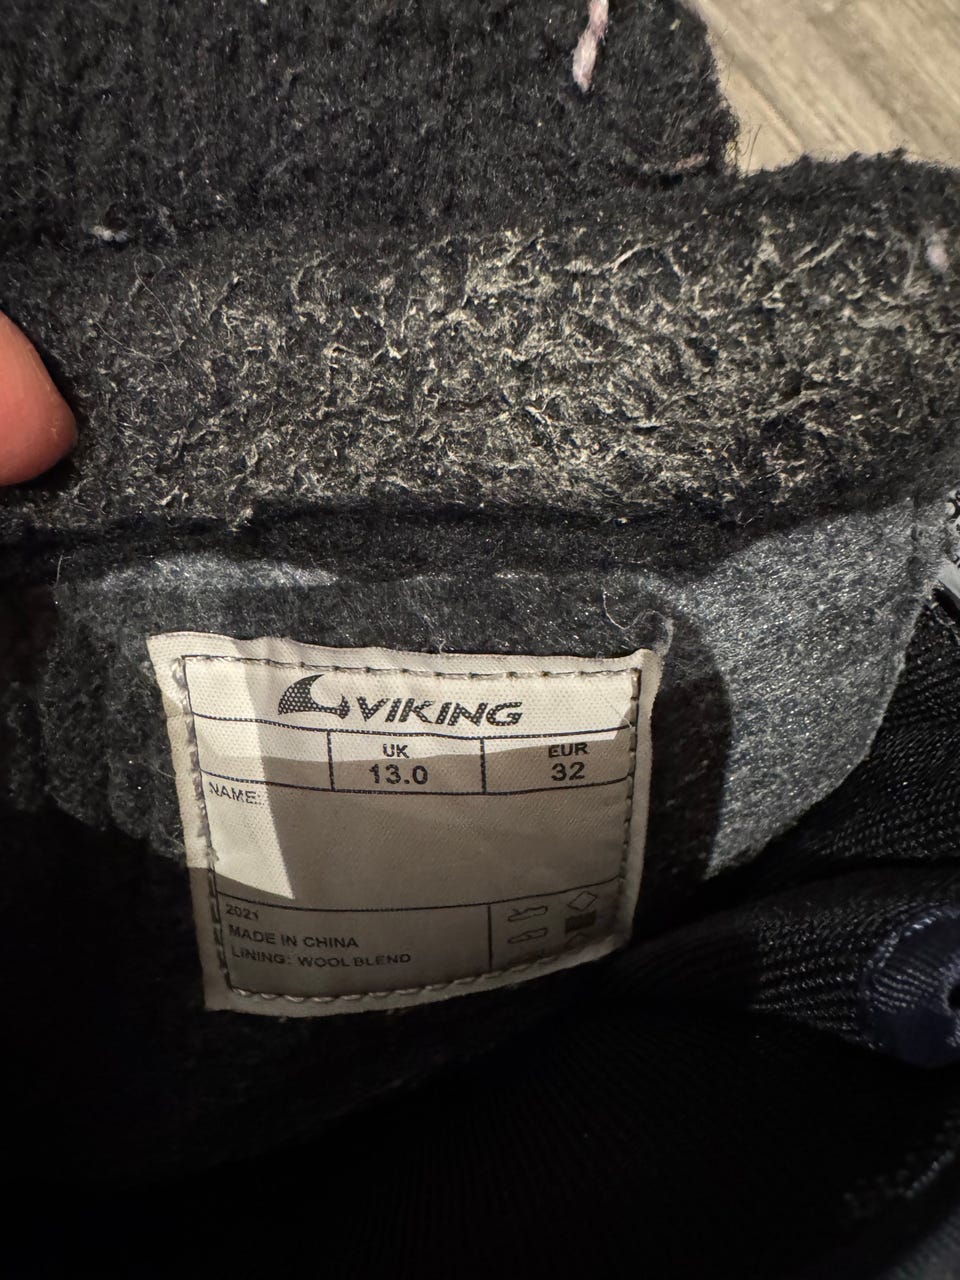 VIKING
UK EUR
13.0 32
NAME:
2021
MADE IN CHINA
LINING: WOOL BLEND